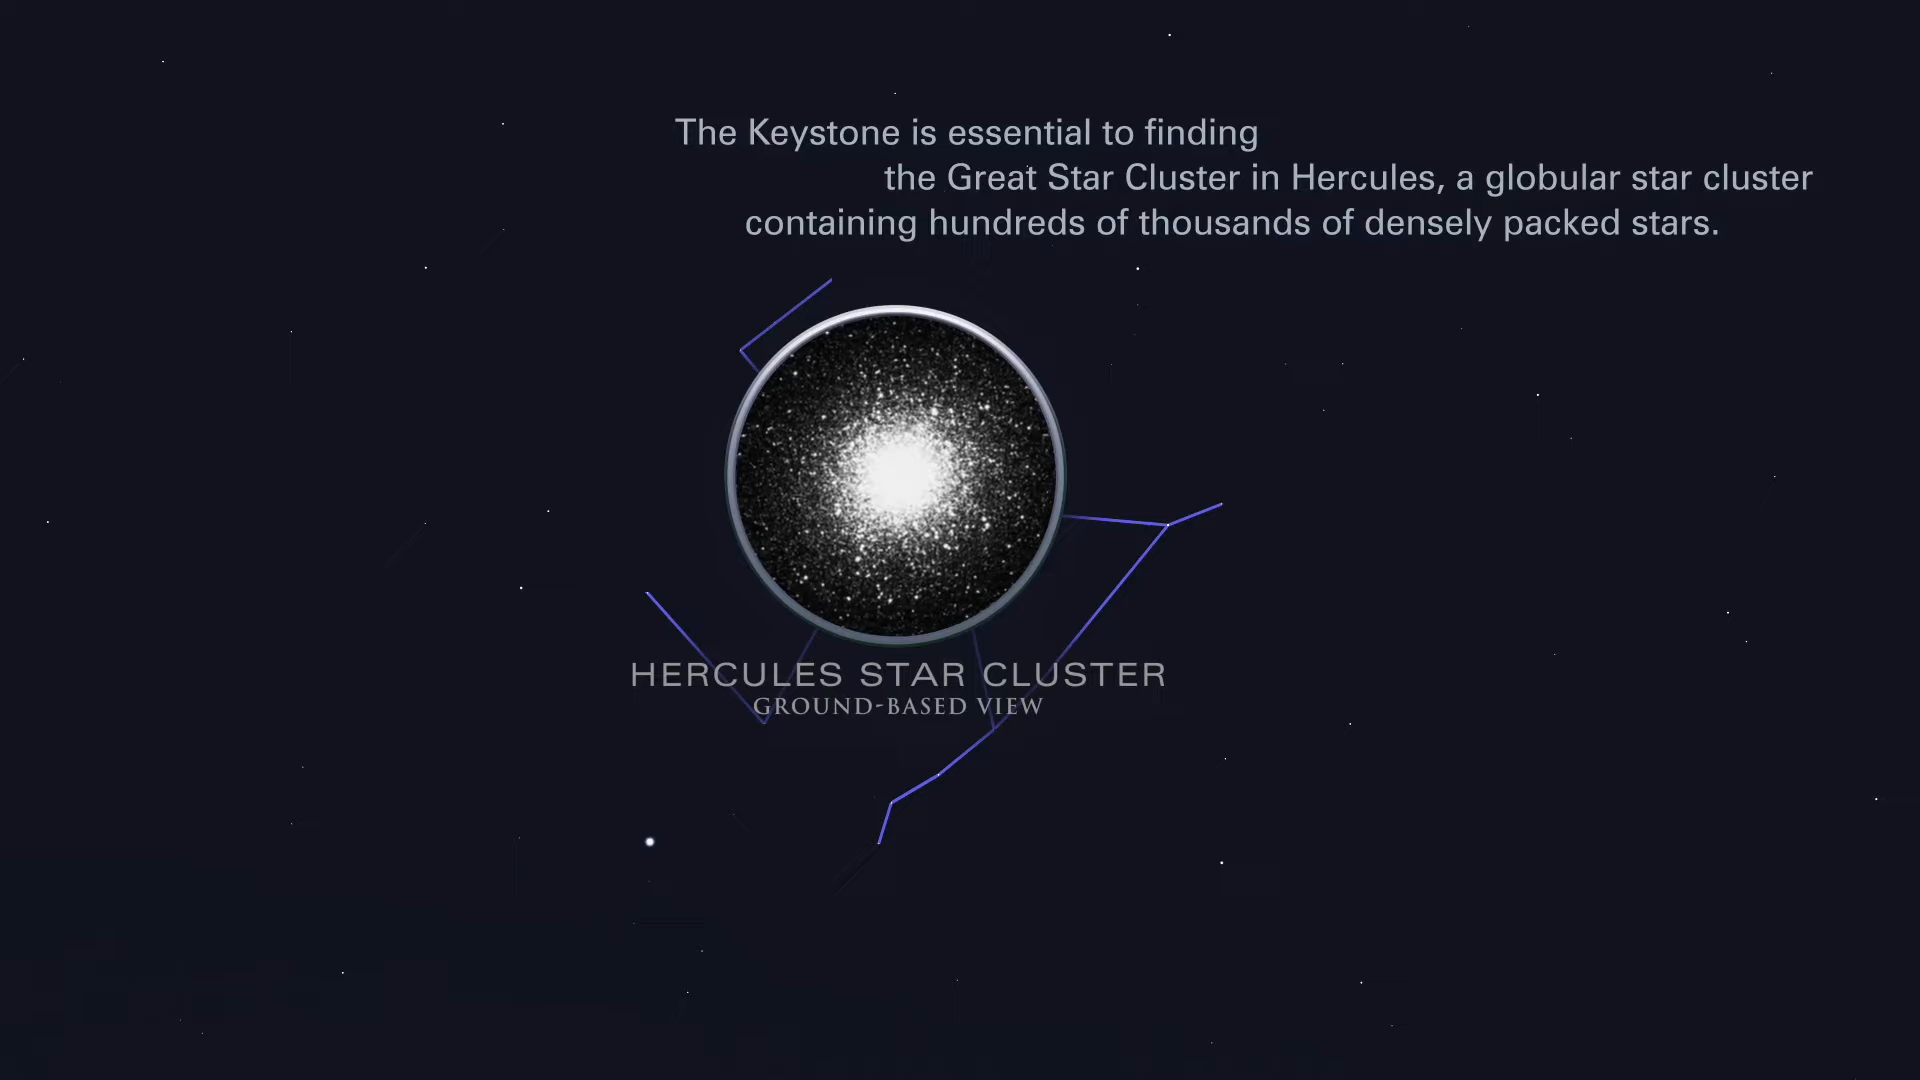 The Keystone is essential to finding
the Great Star Cluster in Hercules, a globular star cluster
containing hundreds of thousands of densely packed stars.
HERCULES STAR CLUSTER
GROUND-BASED VIEW